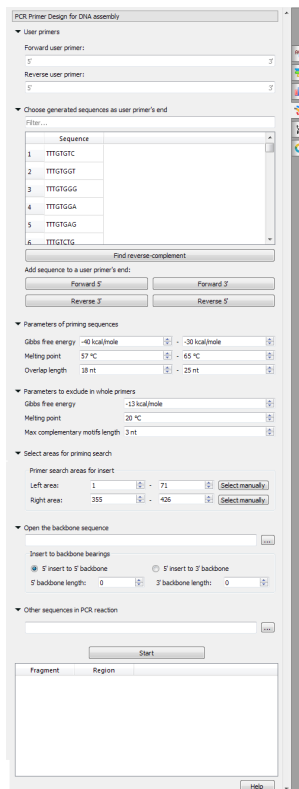 PCR Primer Design for DNA assembly
User primers
Forward user primer:
5' 3'
Reverse user primer:
5' 3'
Choose generated sequences as user primer's end
Filter...
Sequence
1 TTTGTGTC
2 TTTGTGGT
3 TTTGTGGG
4 TTTGTGGA
5 TTTGTGAG
6 TTTGTCTG
Find reverse-complement
Add sequence to a user primer's end:
Forward 5' Forward 3'
Reverse 3' Reverse 5'
Parameters of priming sequences
Gibbs free energy -40 kcal/mole - -30 kcal/mole
Melting point 57 °C - 65 °C
Overlap length 18 nt - 25 nt
Parameters to exclude in whole primers
Gibbs free energy -13 kcal/mole
Melting point 20 °C
Max complementary motifs length 3 nt
Select areas for priming search
Primer search areas for insert
Left area: 1 - 71 Select manually
Right area: 355 - 426 Select manually
Open the backbone sequence
...
Insert to backbone bearings
5' insert to 5' backbone 5' insert to 3' backbone
5' backbone length: 0 3' backbone length: 0
Other sequences in PCR reaction
...
Start
Fragment Region
Help